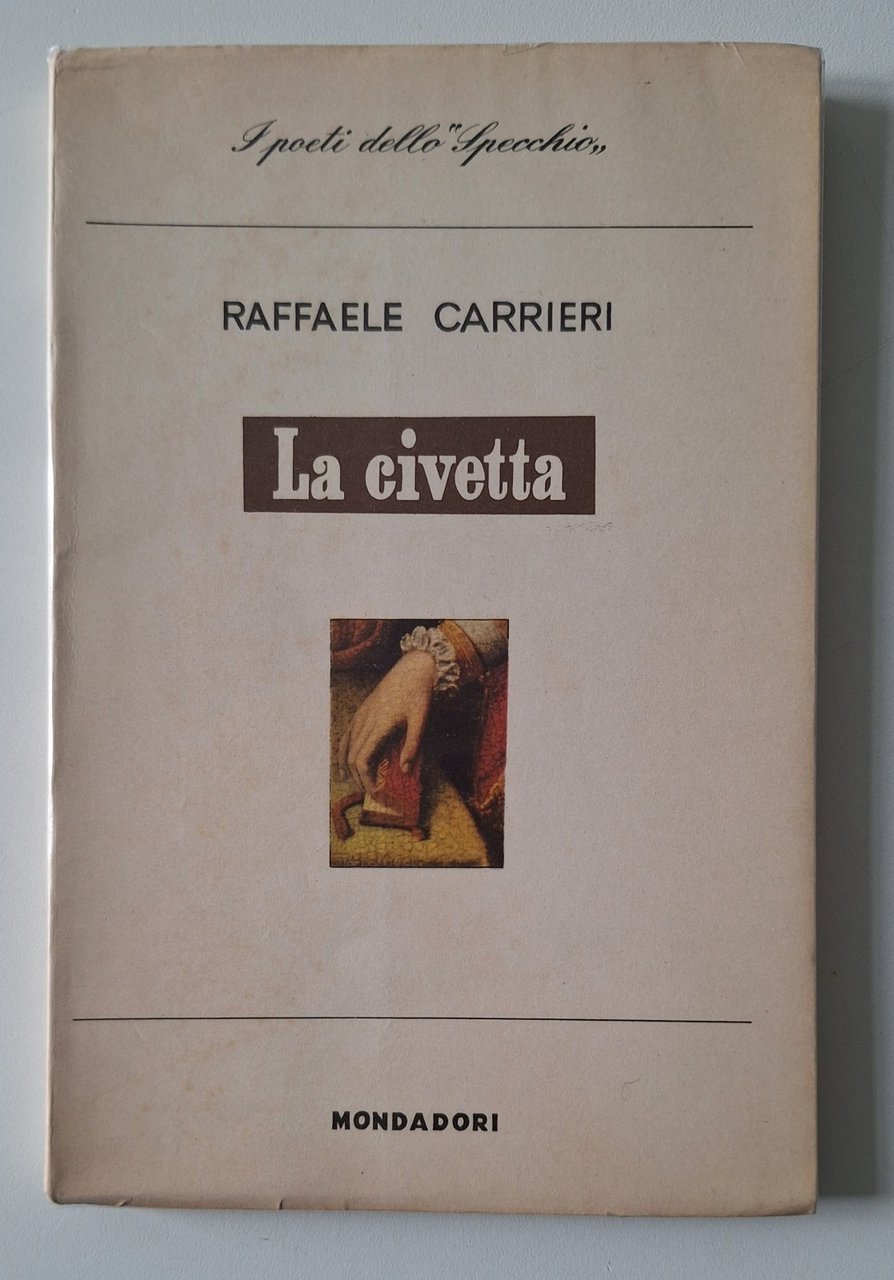 I poeti dello "Specchio„
RAFFAELE CARRIERI
La civetta
MONDADORI